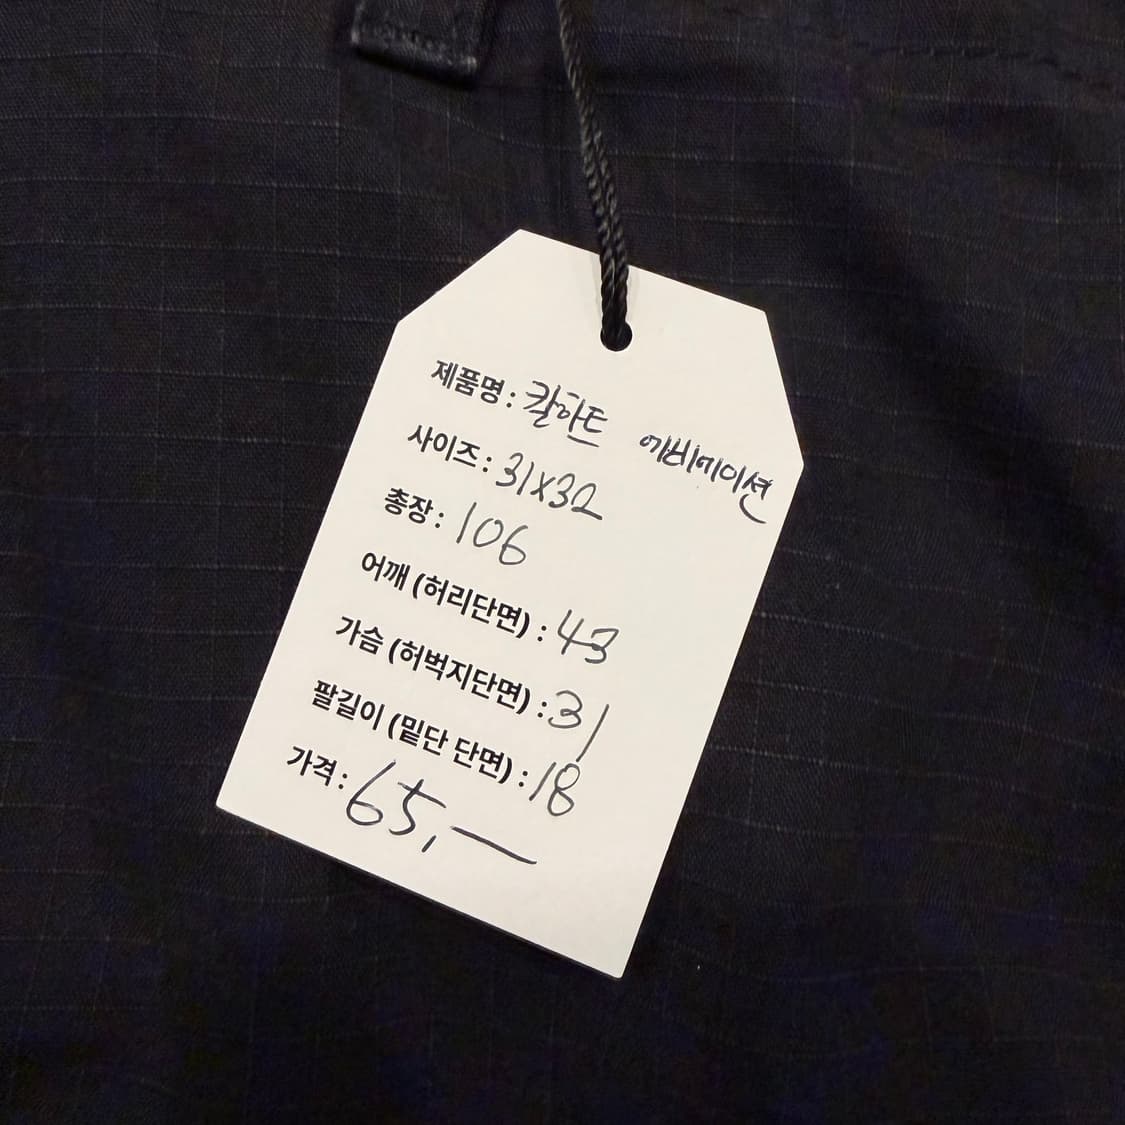 제품명 : 칼하트 에비에이션
사이즈 : 31x32
총장 : 106
어깨 (허리단면) : 43
가슴 (허벅지단면) : 31
팔길이 (밑단 단면) : 18
가격 : 65,—